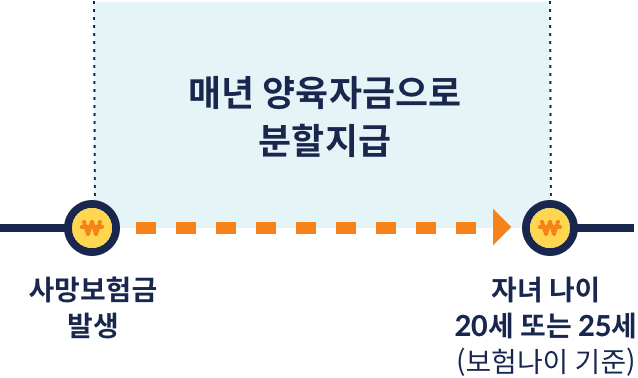 매년 양육자금으로
분할지급
₩
₩
사망보험금
발생
자녀 나이
20세 또는 25세
(보험나이 기준)